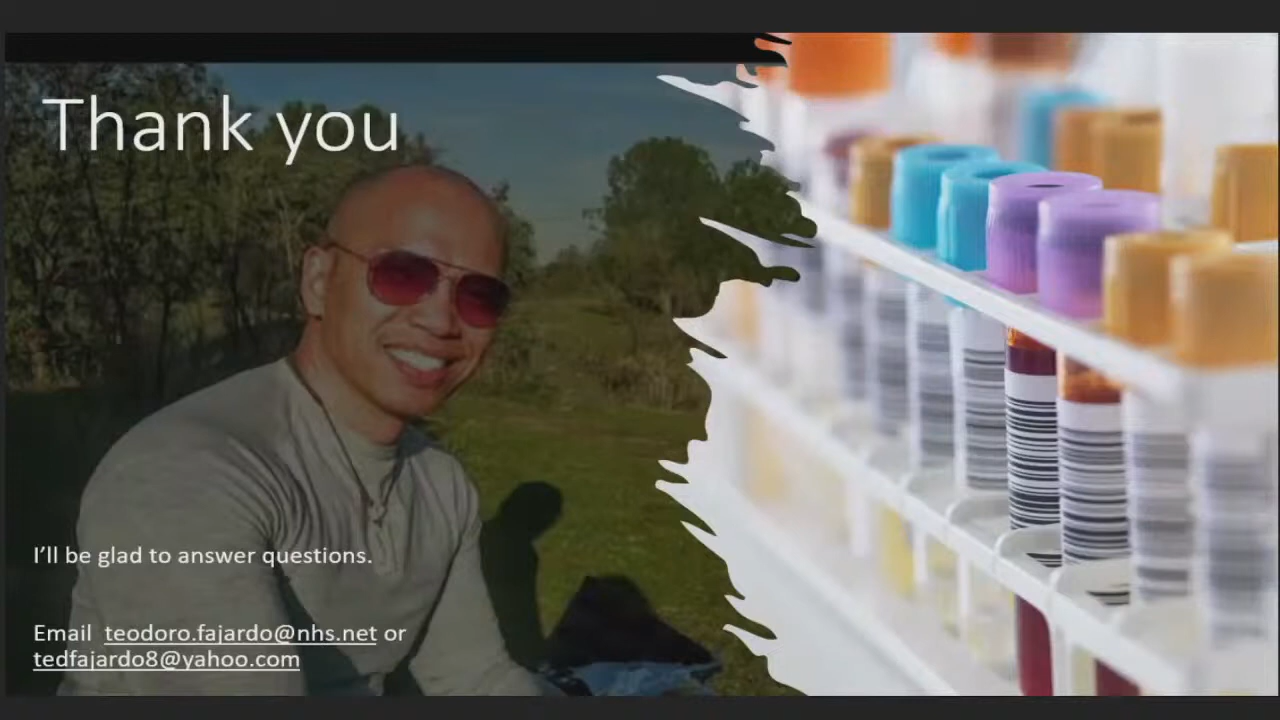 Thank you
I'll be glad to answer questions.
Email teodoro.fajardo@nhs.net or
tedfajardo8@yahoo.com